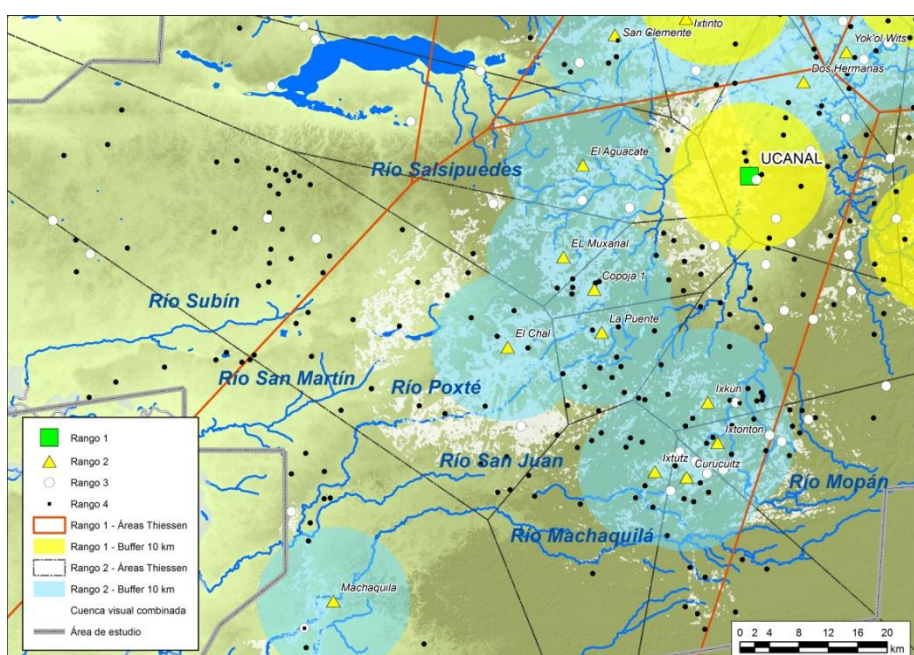 Ixtinto
San Clemente
Yok'ol Wits
Dos Hermanas
El Aguacate
UCANAL
Río Salsipuedes
EL Muxanal
Copoja 1
Río Subín
La Puente
El Chal
Río San Martín
Río Poxté
Ixkún
Ixtonton
Río San Juan
Ixtutz
Curucuitz
Río Mopán
Río Machaquilá
Machaquila
Rango 1
Rango 2
Rango 3
Rango 4
Rango 1 - Áreas Thiessen
Rango 1 - Buffer 10 km
Rango 2 - Áreas Thiessen
Rango 2 - Buffer 10 km
Cuenca visual combinada
Área de estudio
0 2 4 8 12 16 20
km